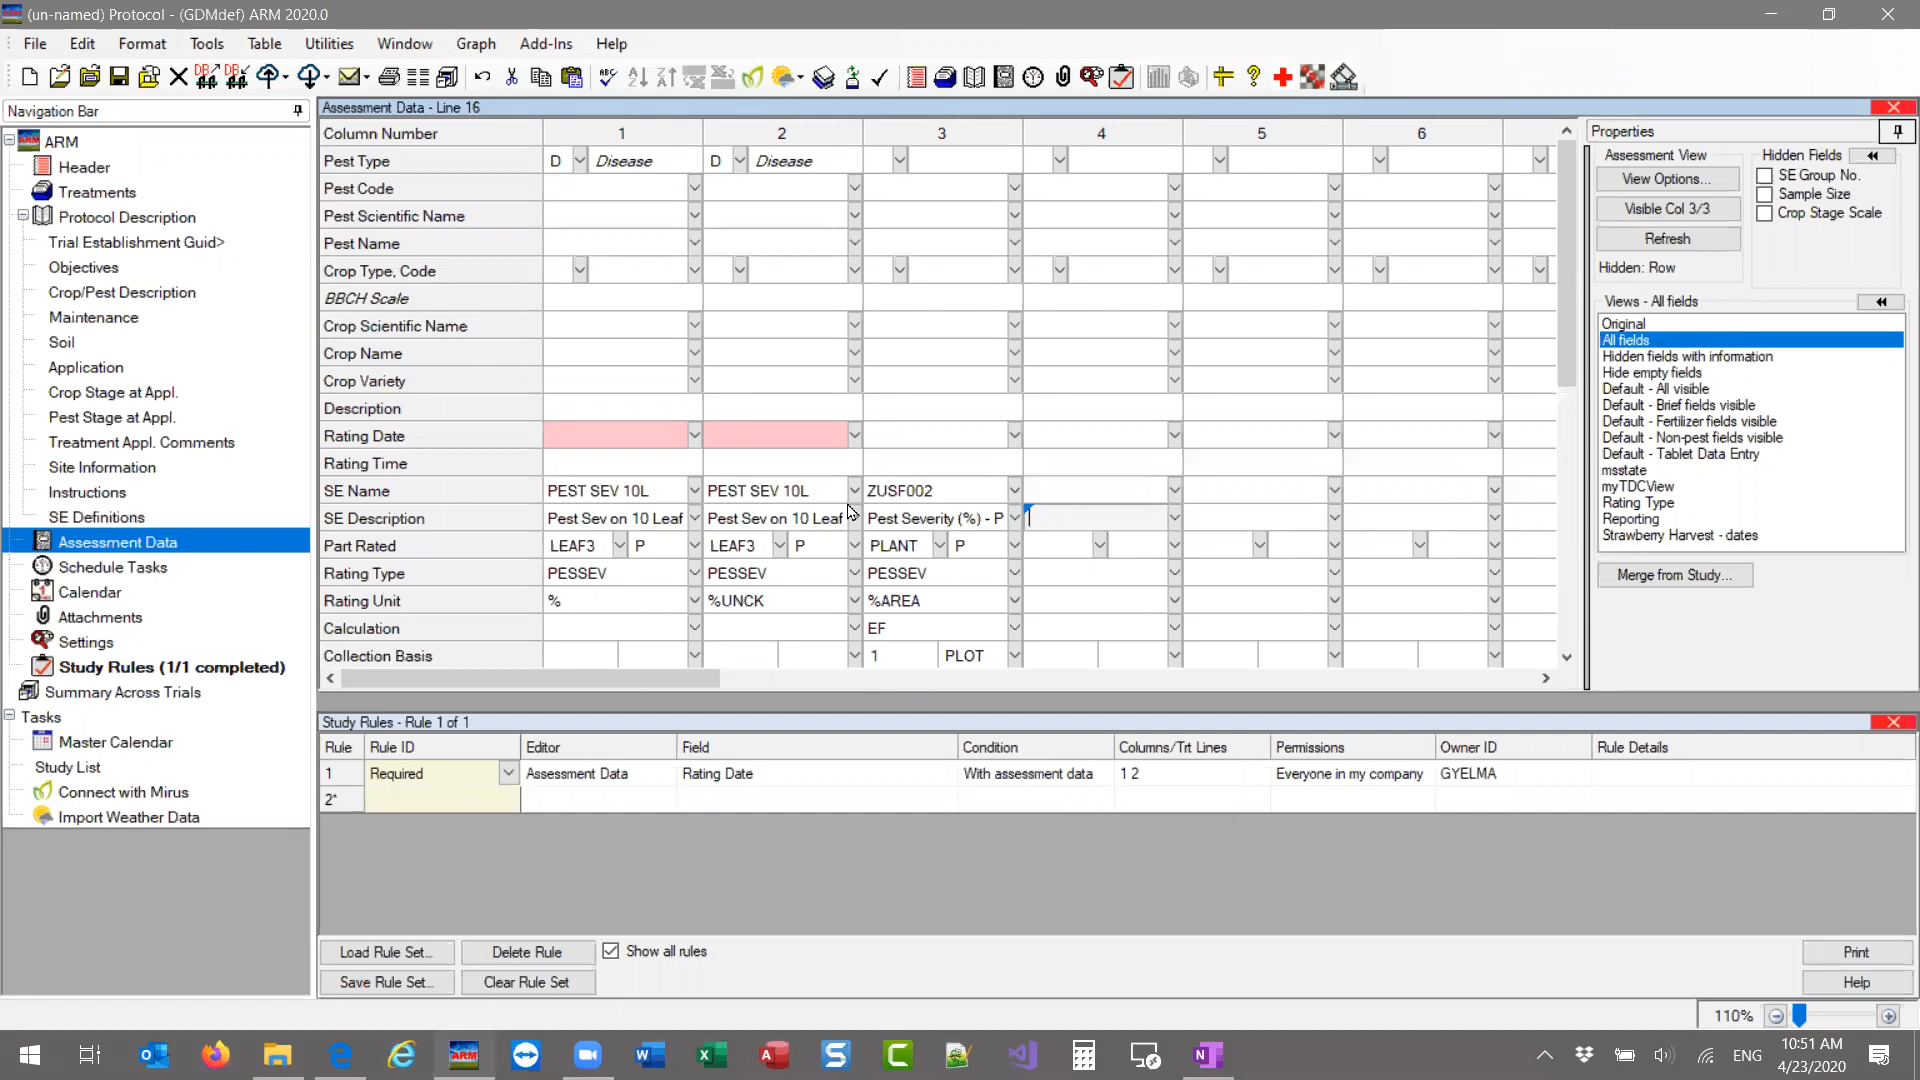 (un-named) Protocol - (GDMdef) ARM 2020.0
File Edit Format Tools Table Utilities Window Graph Add-Ins Help
Navigation Bar
ARM
Header
Treatments
Protocol Description
Trial Establishment Guid>
Objectives
Crop/Pest Description
Maintenance
Soil
Application
Crop Stage at Appl.
Pest Stage at Appl.
Treatment Appl. Comments
Site Information
Instructions
SE Definitions
Assessment Data
Schedule Tasks
Calendar
Attachments
Settings
Study Rules (1/1 completed)
Summary Across Trials
Tasks
Master Calendar
Study List
Connect with Mirus
Import Weather Data
Assessment Data - Line 16
Column Number 1 2 3 4 5 6
Pest Type D Disease D Disease
Pest Code
Pest Scientific Name
Pest Name
Crop Type, Code
BBCH Scale
Crop Scientific Name
Crop Name
Crop Variety
Description
Rating Date
Rating Time
SE Name PEST SEV 10L PEST SEV 10L ZUSF002
SE Description Pest Sev on 10 Leaf Pest Sev on 10 Leaf Pest Severity (%) - P
Part Rated LEAF3 P LEAF3 P PLANT P
Rating Type PESSEV PESSEV PESSEV
Rating Unit % %UNCK %AREA
Calculation EF
Collection Basis 1 PLOT
Properties
Assessment View
View Options...
Visible Col 3/3
Refresh
Hidden: Row
Hidden Fields
SE Group No.
Sample Size
Crop Stage Scale
Views - All fields
Original
All fields
Hidden fields with information
Hide empty fields
Default - All visible
Default - Brief fields visible
Default - Fertilizer fields visible
Default - Non-pest fields visible
Default - Tablet Data Entry
msstate
myTDCView
Rating Type
Reporting
Strawberry Harvest - dates
Merge from Study...
Study Rules - Rule 1 of 1
Rule Rule ID Editor Field Condition Columns/Trt Lines Permissions Owner ID Rule Details
1 Required Assessment Data Rating Date With assessment data 1 2 Everyone in my company GYELMA
2*
Load Rule Set... Delete Rule Show all rules Print
Save Rule Set... Clear Rule Set Help
110%
ENG 10:51 AM
4/23/2020